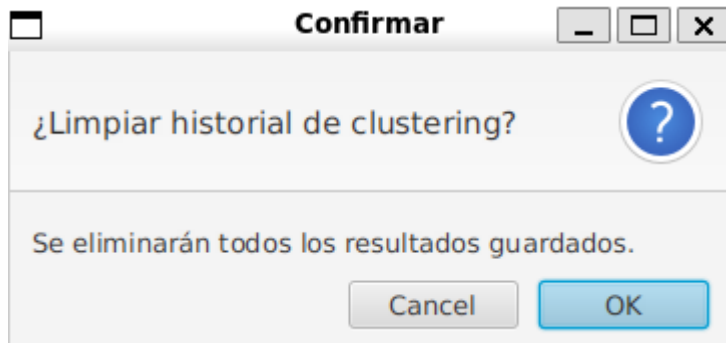 Confirmar
¿Limpiar historial de clustering?
?
Se eliminarán todos los resultados guardados.
Cancel OK